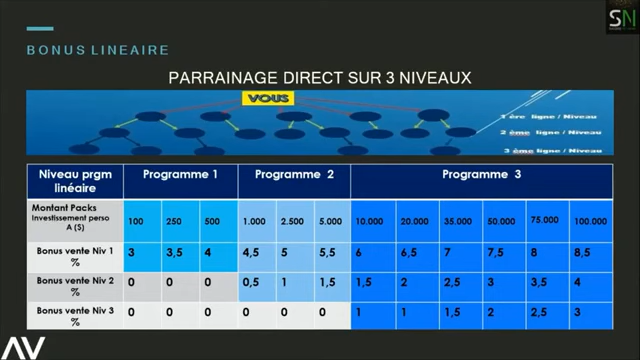 SN
BONUS LINEAIRE
PARRAINAGE DIRECT SUR 3 NIVEAUX
VOUS
1 ère ligne / Niveau
2 ème ligne / Niveau
3 ème ligne / Niveau
Niveau prgm linéaire Programme 1 Programme 2 Programme 3
Montant Packs Investissement perso A ($) 100 250 500 1.000 2.500 5.000 10.000 20.000 35.000 50.000 75.000 100.000
Bonus vente Niv 1 % 3 3,5 4 4,5 5 5,5 6 6,5 7 7,5 8 8,5
Bonus vente Niv 2 % 0 0 0 0,5 1 1,5 1,5 2 2,5 3 3,5 4
Bonus vente Niv 3 % 0 0 0 0 0 0 1 1 1,5 2 2,5 3
AV